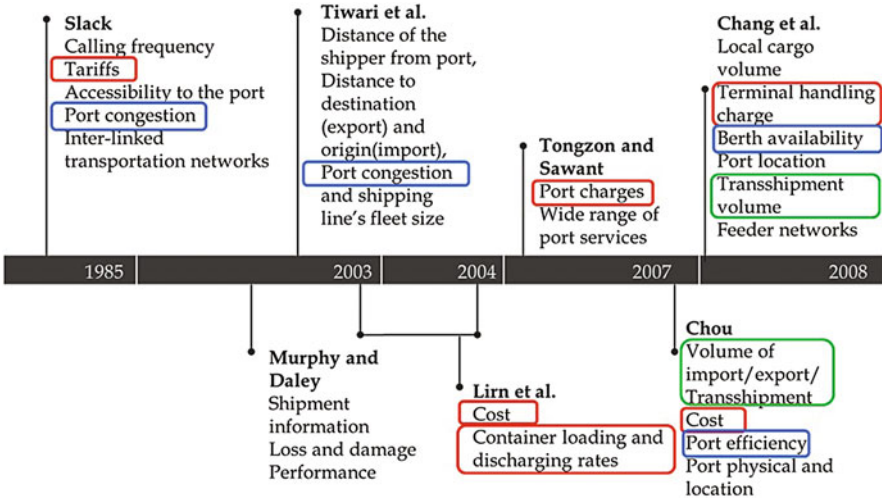 Slack
Calling frequency
Tariffs
Accessibility to the port
Port congestion
Inter-linked
transportation networks
Tiwari et al.
Distance of the
shipper from port,
Distance to
destination
(export) and
origin(import),
Port congestion
and shipping
line's fleet size
Tongzon and
Sawant
Port charges
Wide range of
port services
Chang et al.
Local cargo
volume
Terminal handling
charge
Berth availability
Port location
Transshipment
volume
Feeder networks
1985
2003
2004
2007
2008
Murphy and
Daley
Shipment
information
Loss and damage
Performance
Lirn et al.
Cost
Container loading and
discharging rates
Chou
Volume of
import/export/
Transshipment
Cost
Port efficiency
Port physical and
location